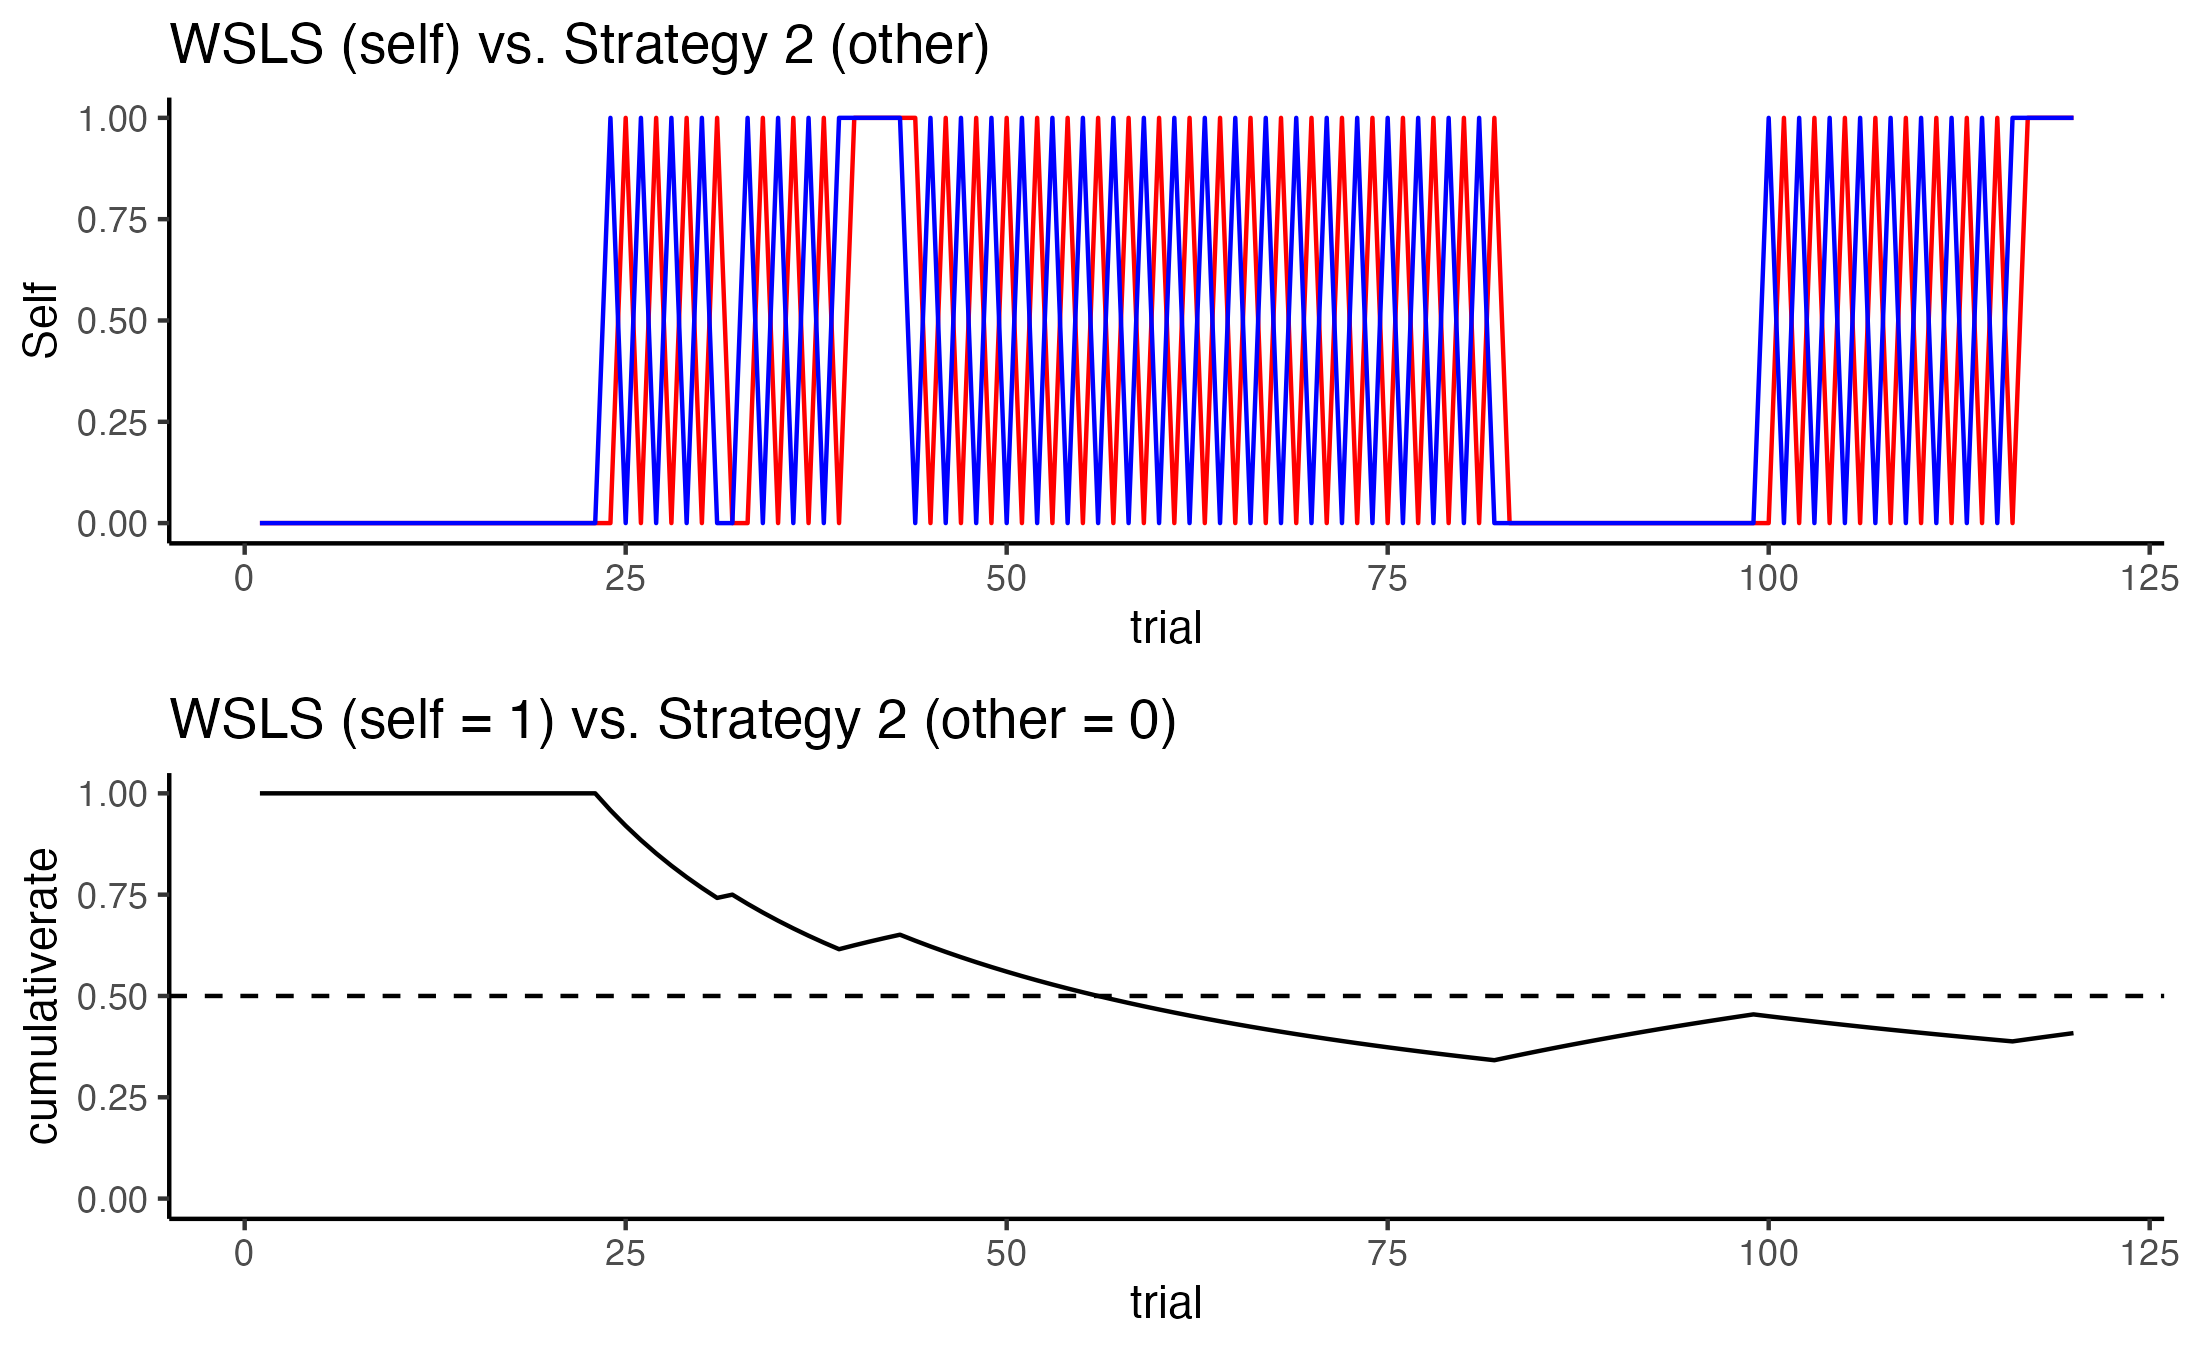 WSLS (self) vs. Strategy 2 (other)
1.00
0.75
0.50
0.25
0.00
Self
0 25 50 75 100 125
trial
WSLS (self = 1) vs. Strategy 2 (other = 0)
1.00
0.75
0.50
0.25
0.00
cumulativerate
0 25 50 75 100 125
trial